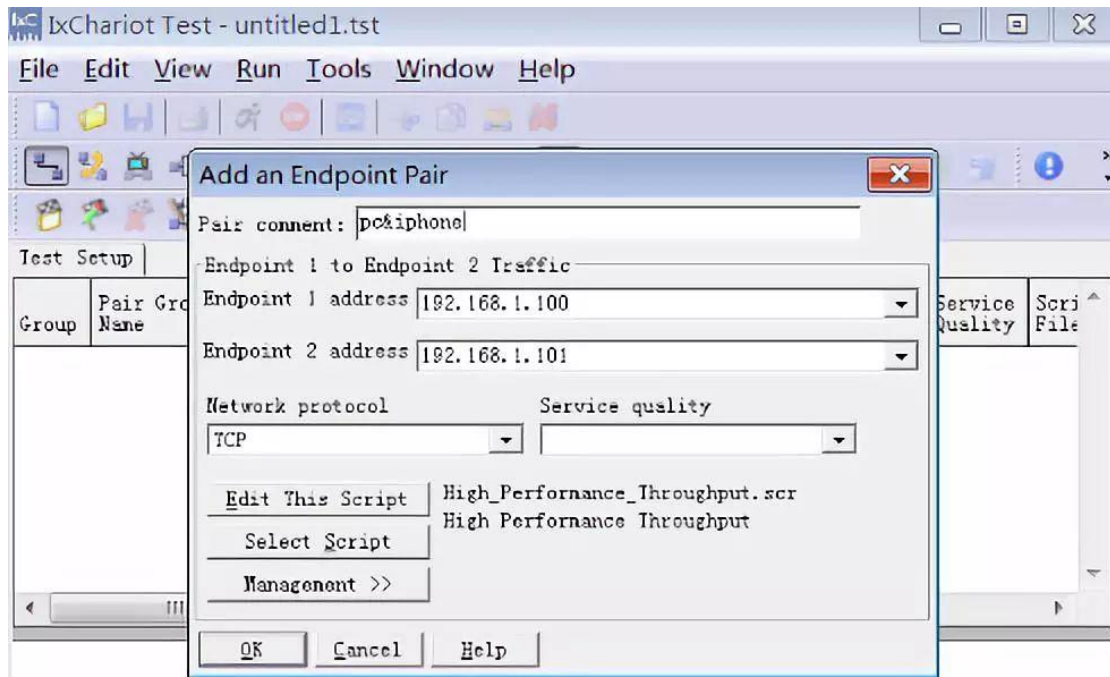 IxChariot Test - untitled1.tst
File Edit View Run Tools Window Help
Add an Endpoint Pair
Pair comment: pc&iphone
Test Setup
Endpoint 1 to Endpoint 2 Traffic
Endpoint 1 address 192.168.1.100
Group Pair Gro Name Service Quality Scri File
Endpoint 2 address 192.168.1.101
Network protocol Service quality
TCP
Edit This Script High_Performance_Throughput.scr
High Performance Throughput
Select Script
Management >>
OK Cancel Help